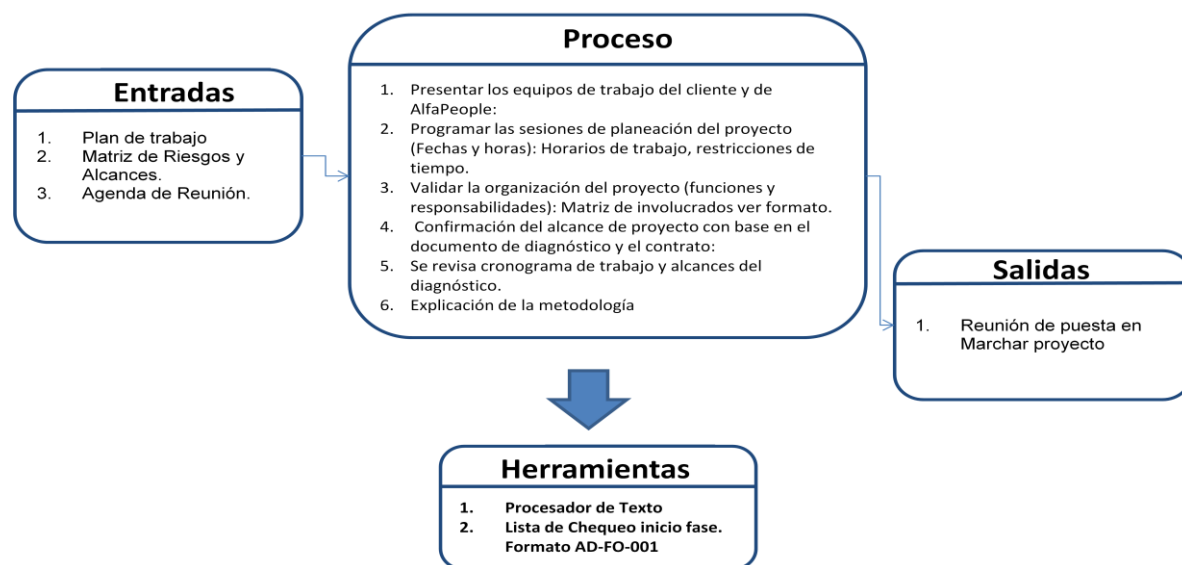 Entradas
1. Plan de trabajo
2. Matriz de Riesgos y
Alcances.
3. Agenda de Reunión.
Proceso
1. Presentar los equipos de trabajo del cliente y de
AlfaPeople:
2. Programar las sesiones de planeación del proyecto
(Fechas y horas): Horarios de trabajo, restricciones de
tiempo.
3. Validar la organización del proyecto (funciones y
responsabilidades): Matriz de involucrados ver formato.
4. Confirmación del alcance de proyecto con base en el
documento de diagnóstico y el contrato:
5. Se revisa cronograma de trabajo y alcances del
diagnóstico.
6. Explicación de la metodología
Salidas
1. Reunión de puesta en
Marchar proyecto
Herramientas
1. Procesador de Texto
2. Lista de Chequeo inicio fase.
Formato AD-FO-001